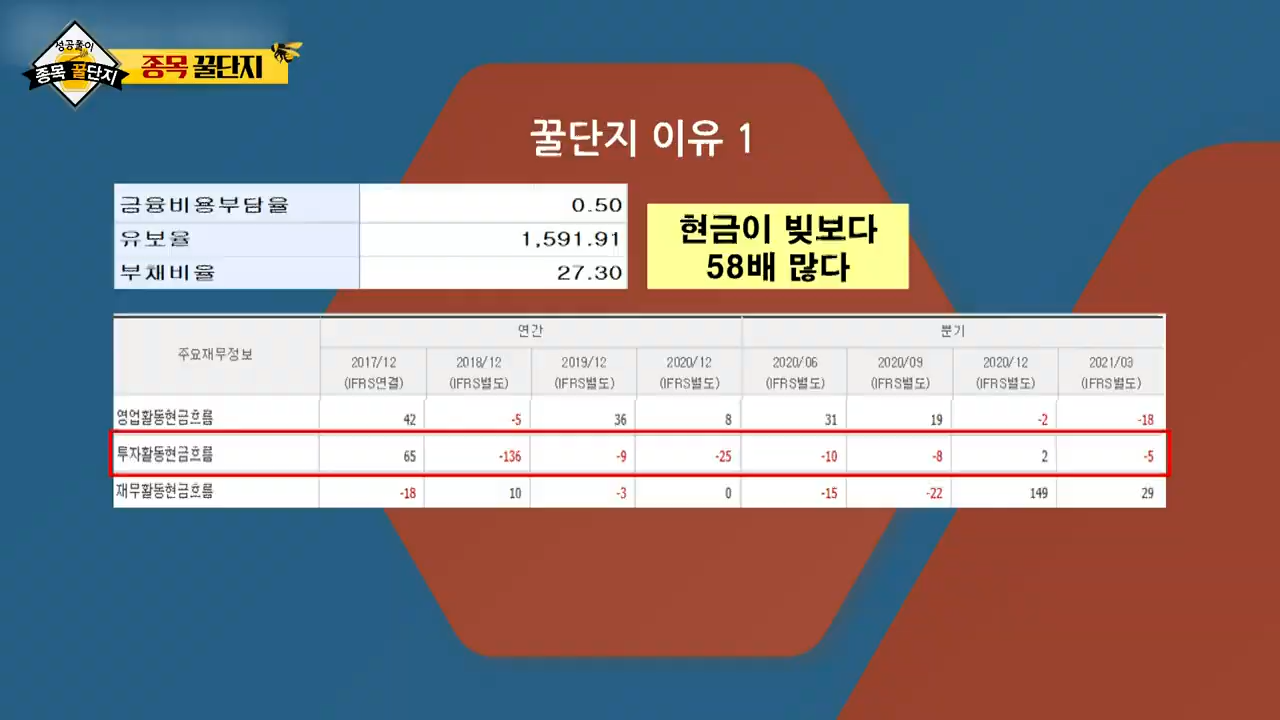 성공풀이
종목 꿀단지
종목 꿀단지
꿀단지 이유 1
금융비용부담율 0.50
유보율 1,591.91
부채비율 27.30
현금이 빚보다
58배 많다
주요재무정보 연간 분기
2017/12 2018/12 2019/12 2020/12 2020/06 2020/09 2020/12 2021/03
(IFRS연결) (IFRS별도) (IFRS별도) (IFRS별도) (IFRS별도) (IFRS별도) (IFRS별도) (IFRS별도)
영업활동현금흐름 42 -5 36 8 31 19 -2 -18
투자활동현금흐름 65 -136 -9 -25 -10 -8 2 -5
재무활동현금흐름 -18 10 -3 0 -15 -22 149 29